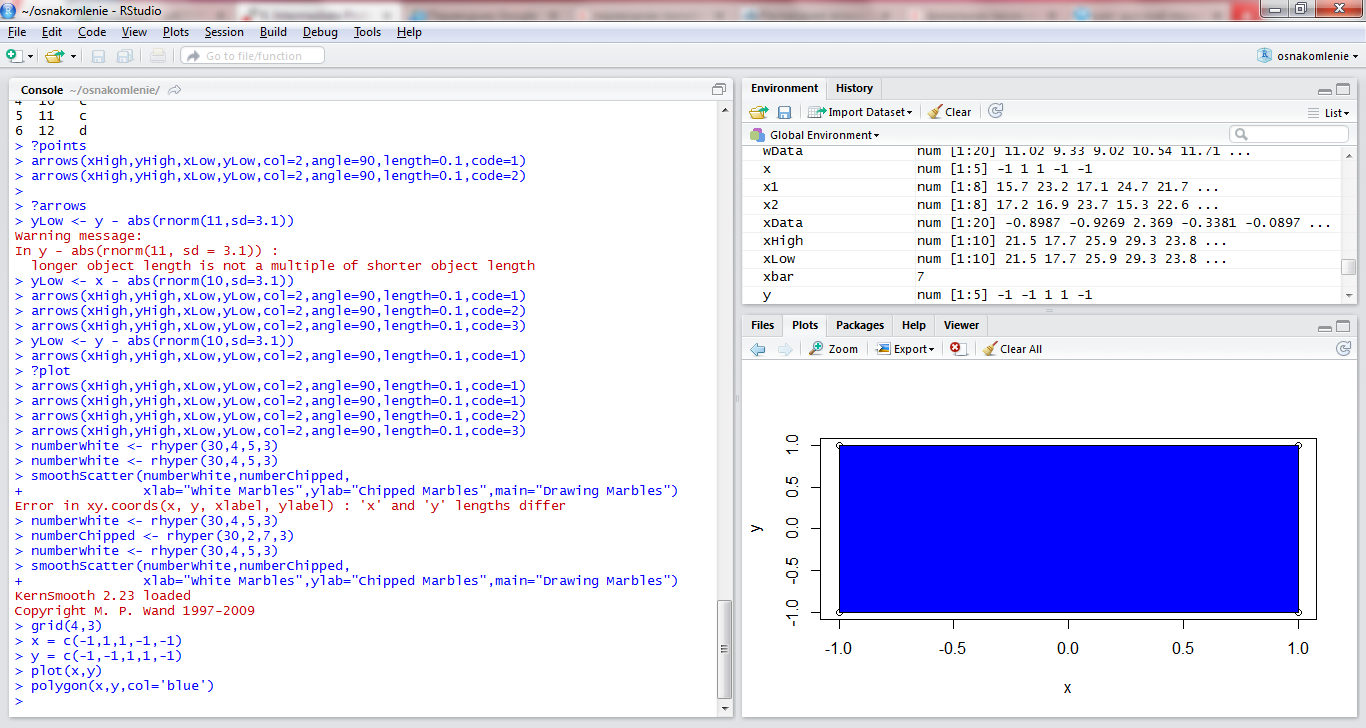 ~/osnakomlenie - RStudio
File Edit Code View Plots Session Build Debug Tools Help
Go to file/function
osnakomlenie
Console ~/osnakomlenie/
4 10 c
5 11 c
6 12 d
> ?points
> arrows(xHigh,yHigh,xLow,yLow,col=2,angle=90,length=0.1,code=1)
> arrows(xHigh,yHigh,xLow,yLow,col=2,angle=90,length=0.1,code=2)
>
> ?arrows
> yLow <- y - abs(rnorm(11,sd=3.1))
Warning message:
In y - abs(rnorm(11, sd = 3.1)) :
longer object length is not a multiple of shorter object length
> yLow <- x - abs(rnorm(10,sd=3.1))
> arrows(xHigh,yHigh,xLow,yLow,col=2,angle=90,length=0.1,code=1)
> arrows(xHigh,yHigh,xLow,yLow,col=2,angle=90,length=0.1,code=2)
> arrows(xHigh,yHigh,xLow,yLow,col=2,angle=90,length=0.1,code=3)
> yLow <- y - abs(rnorm(10,sd=3.1))
> arrows(xHigh,yHigh,xLow,yLow,col=2,angle=90,length=0.1,code=1)
> ?plot
> arrows(xHigh,yHigh,xLow,yLow,col=2,angle=90,length=0.1,code=1)
> arrows(xHigh,yHigh,xLow,yLow,col=2,angle=90,length=0.1,code=1)
> arrows(xHigh,yHigh,xLow,yLow,col=2,angle=90,length=0.1,code=2)
> arrows(xHigh,yHigh,xLow,yLow,col=2,angle=90,length=0.1,code=3)
> numberWhite <- rhyper(30,4,5,3)
> numberWhite <- rhyper(30,4,5,3)
> smoothScatter(numberWhite,numberChipped,
+ xlab="White Marbles",ylab="Chipped Marbles",main="Drawing Marbles")
Error in xy.coords(x, y, xlabel, ylabel) : 'x' and 'y' lengths differ
> numberWhite <- rhyper(30,4,5,3)
> numberChipped <- rhyper(30,2,7,3)
> numberWhite <- rhyper(30,4,5,3)
> smoothScatter(numberWhite,numberChipped,
+ xlab="White Marbles",ylab="Chipped Marbles",main="Drawing Marbles")
KernSmooth 2.23 loaded
Copyright M. P. Wand 1997-2009
> grid(4,3)
> x = c(-1,1,1,-1,-1)
> y = c(-1,-1,1,1,-1)
> plot(x,y)
> polygon(x,y,col='blue')
>
Environment History
Import Dataset Clear List
Global Environment
wData num [1:20] 11.02 9.33 9.02 10.54 11.71 ...
x num [1:5] -1 1 1 -1 -1
x1 num [1:8] 15.7 23.2 17.1 24.7 21.7 ...
x2 num [1:8] 17.2 16.9 23.7 15.3 22.6 ...
xData num [1:20] -0.8987 -0.9269 2.369 -0.3381 -0.0897 ...
xHigh num [1:10] 21.5 17.7 25.9 29.3 23.8 ...
xLow num [1:10] 21.5 17.7 25.9 29.3 23.8 ...
xbar 7
y num [1:5] -1 -1 1 1 -1
Files Plots Packages Help Viewer
Zoom Export Clear All
1.0
0.5
0.0
-0.5
-1.0
y
-1.0 -0.5 0.0 0.5 1.0
x